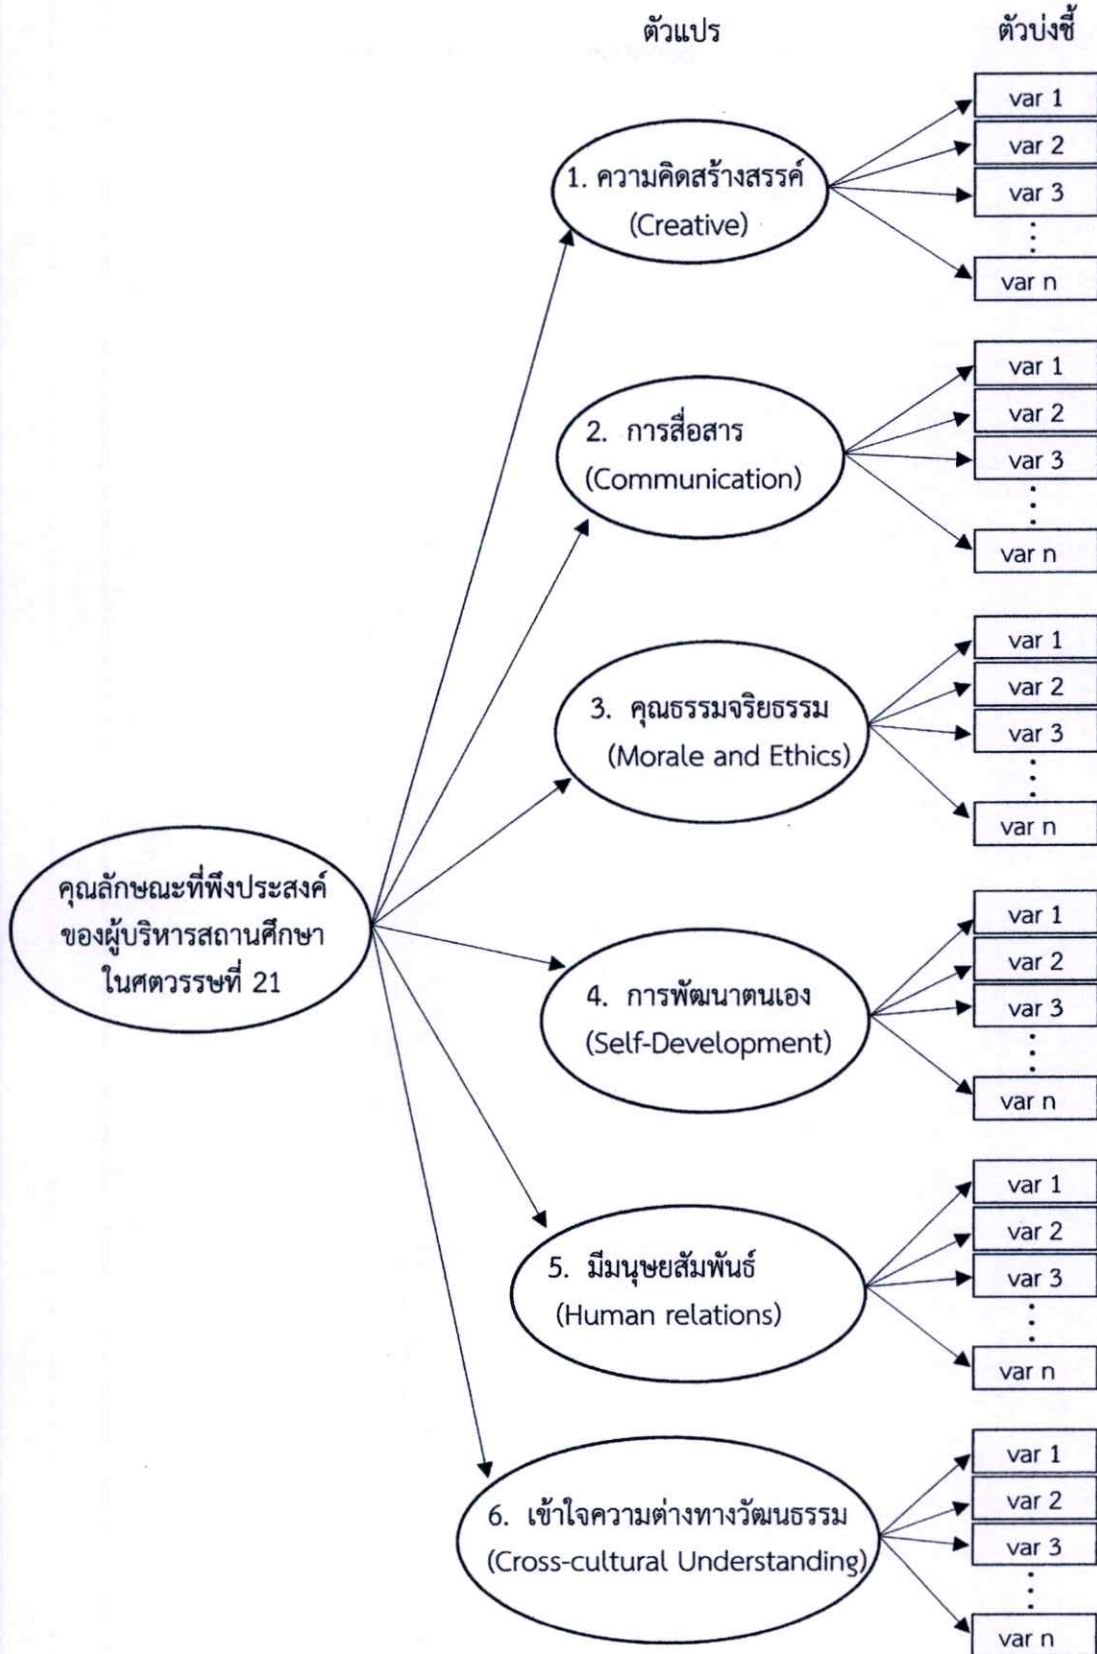 ตัวแปร
ตัวบ่งชี้
1. ความคิดสร้างสรรค์
(Creative)
var 1
var 2
var 3
var n
2. การสื่อสาร
(Communication)
var 1
var 2
var 3
var n
3. คุณธรรมจริยธรรม
(Morale and Ethics)
var 1
var 2
var 3
var n
คุณลักษณะที่พึงประสงค์
ของผู้บริหารสถานศึกษา
ในศตวรรษที่ 21
4. การพัฒนาตนเอง
(Self-Development)
var 1
var 2
var 3
var n
5. มีมนุษยสัมพันธ์
(Human relations)
var 1
var 2
var 3
var n
6. เข้าใจความต่างทางวัฒนธรรม
(Cross-cultural Understanding)
var 1
var 2
var 3
var n